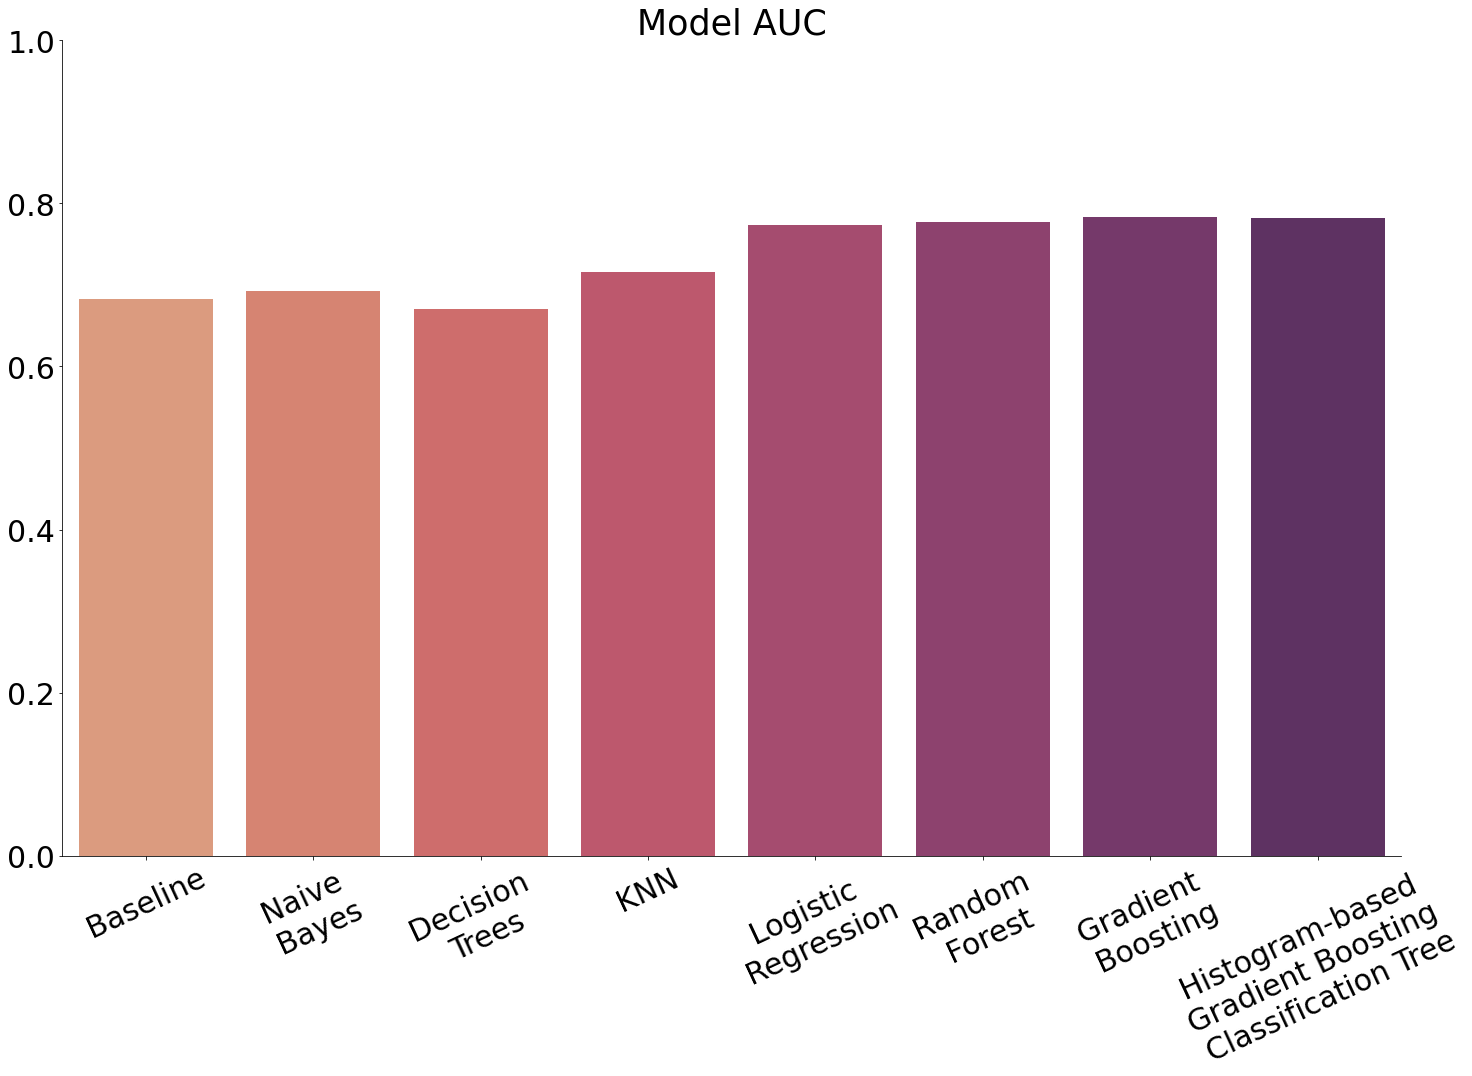 Model AUC
1.0
0.8
0.6
0.4
0.2
0.0
Baseline
Naive
Bayes
Decision
Trees
KNN
Logistic
Regression
Random
Forest
Gradient
Boosting
Histogram-based
Gradient Boosting
Classification Tree